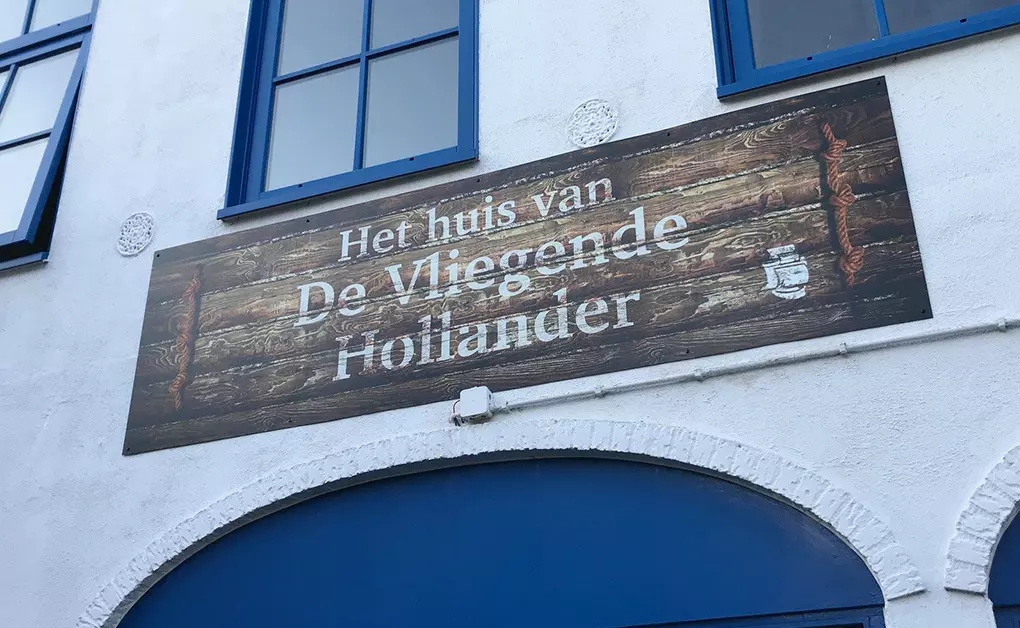 Het huis van
De Vliegende
Hollander